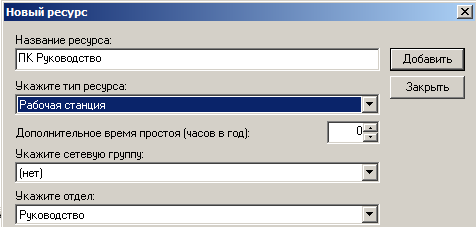 Новый ресурс
Название ресурса:
ПК Руководство
Добавить
Укажите тип ресурса:
Закрыть
Рабочая станция
Дополнительное время простоя (часов в год):
0
Укажите сетевую группу:
(нет)
Укажите отдел:
Руководство